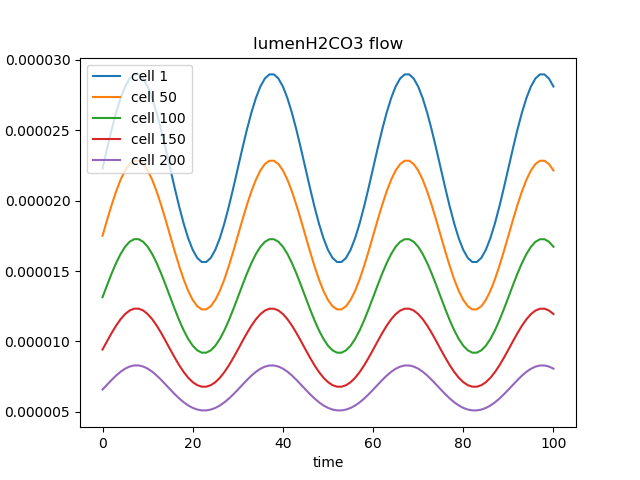 lumenH2CO3 flow
0.000030
0.000025
0.000020
0.000015
0.000010
0.000005
cell 1
cell 50
cell 100
cell 150
cell 200
0 20 40 60 80 100
time